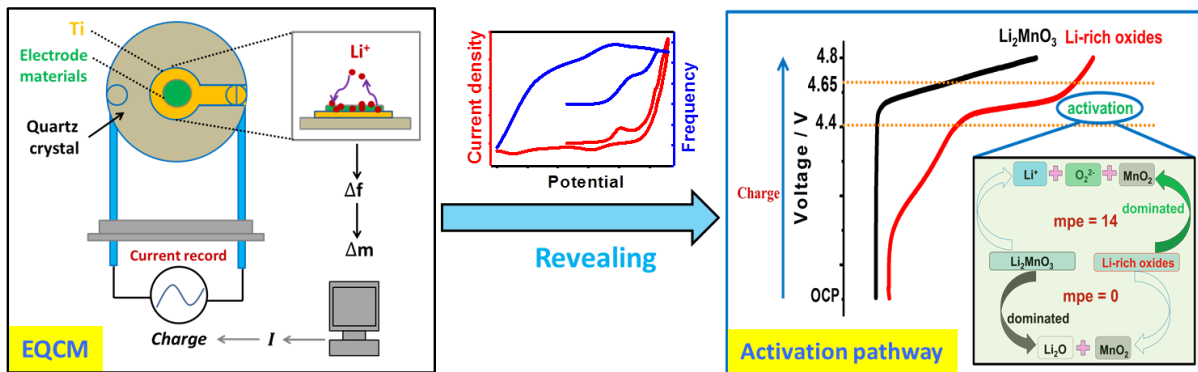 Ti
Electrode
materials
Quartz
crystal
Li⁺
Δf
Δm
Current record
Charge
I
EQCM
Current density
Frequency
Potential
Revealing
Li₂MnO₃ Li-rich oxides
4.8
4.65
4.4
OCP
Voltage / V
Charge
activation
Li⁺ + O₂²⁻ + MnO₂
dominated
mpe = 14
Li₂MnO₃ Li-rich oxides
mpe = 0
dominated
Li₂O + MnO₂
Activation pathway